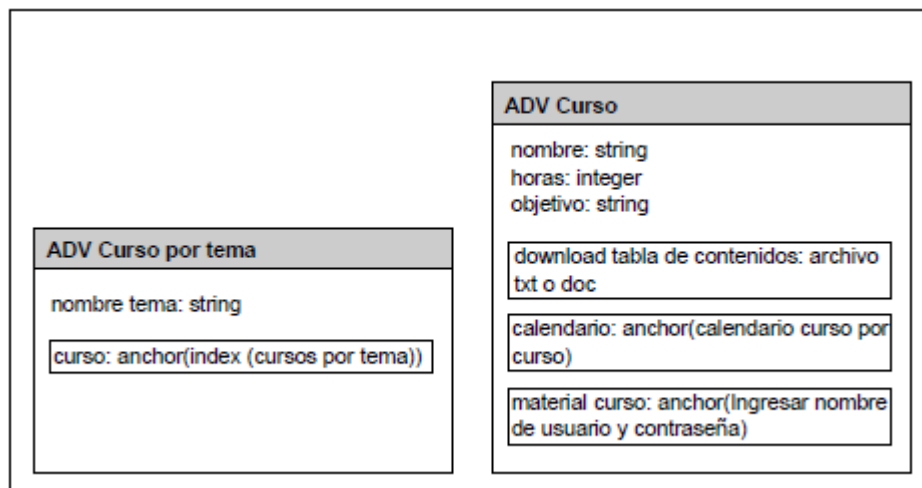 ADV Curso por tema
nombre tema: string
curso: anchor(index (cursos por tema))
ADV Curso
nombre: string
horas: integer
objetivo: string
download tabla de contenidos: archivo
txt o doc
calendario: anchor(calendario curso por
curso)
material curso: anchor(Ingresar nombre
de usuario y contraseña)